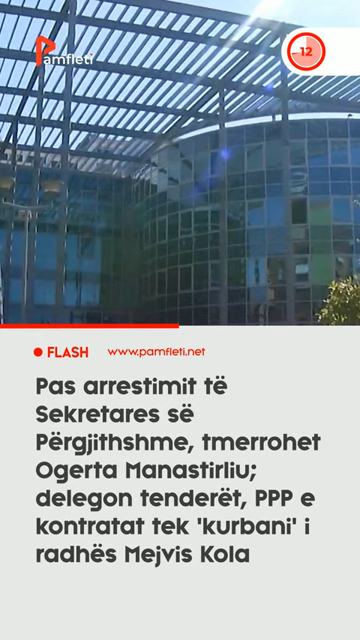 Pamfleti
12
FLASH
www.pamfleti.net
Pas arrestimit të
Sekretares së
Përgjithshme, tmerrohet
Ogerta Manastirliu;
delegon tenderët, PPP e
kontratat tek 'kurbani' i
radhës Mejvis Kola